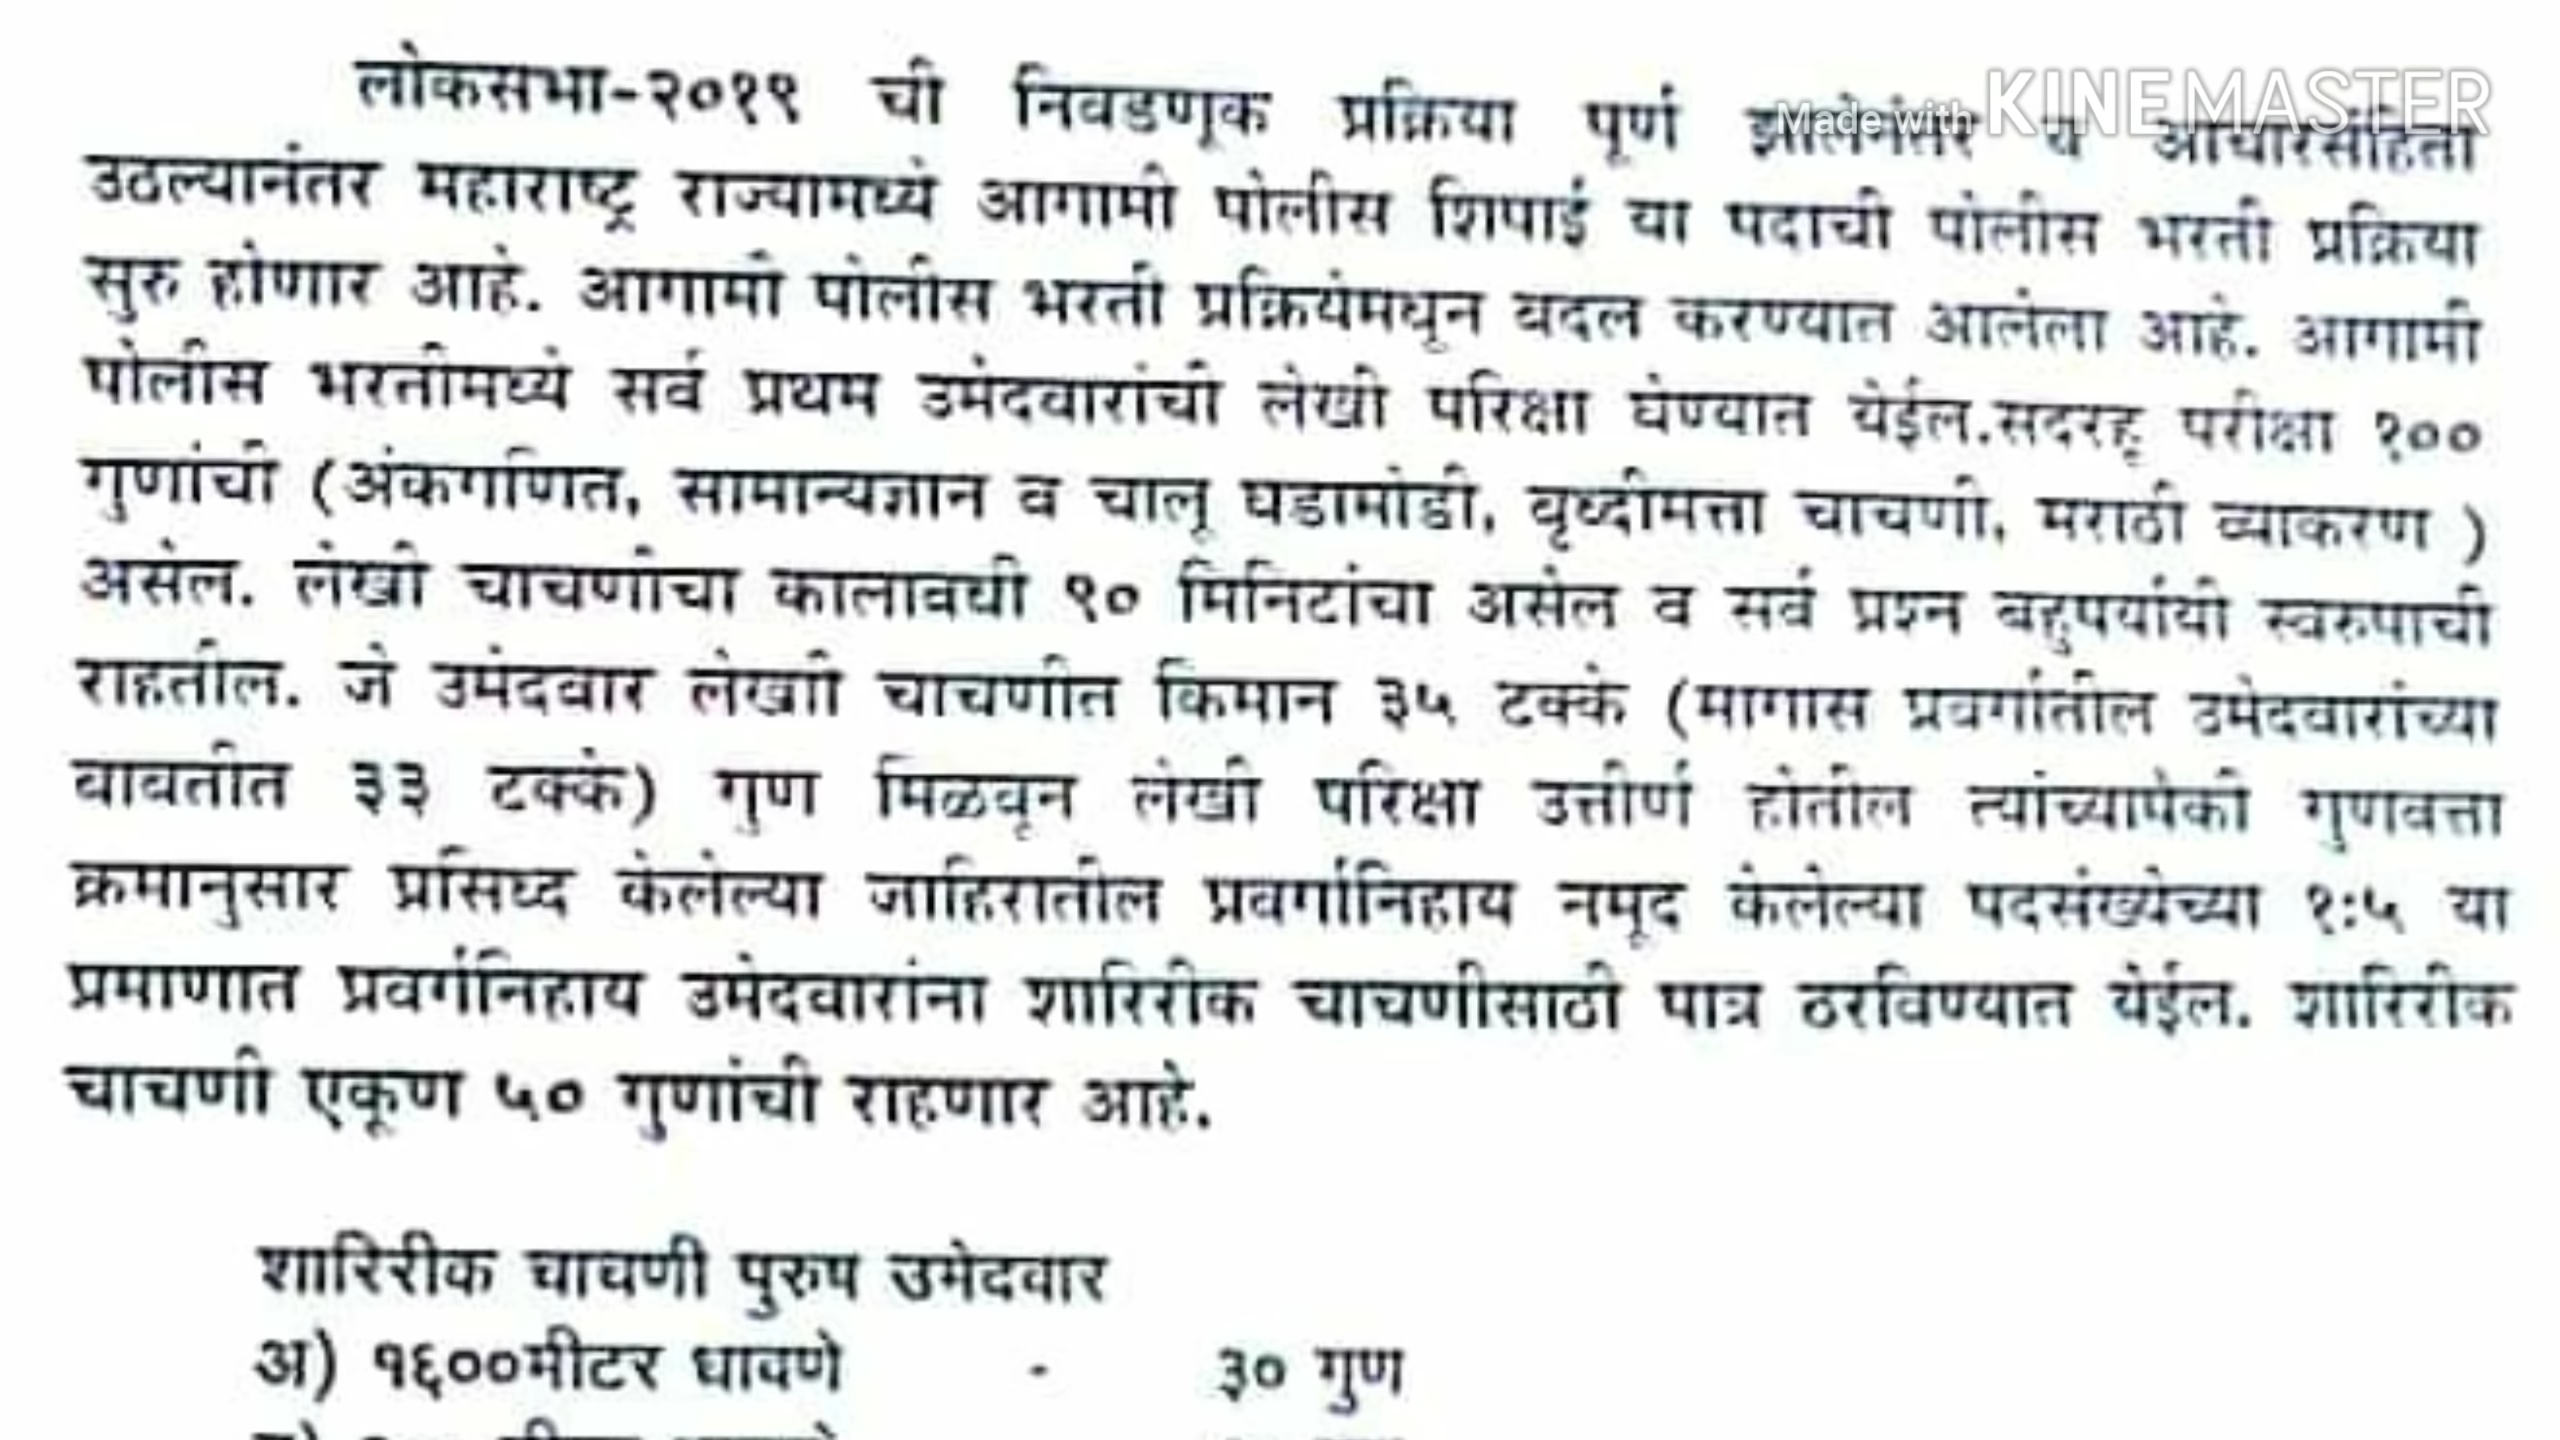 Made with KINEMASTER
लोकसभा-२०१९ ची निवडणूक प्रक्रिया पूर्ण झालेनंतर व आचारसंहिता
उठल्यानंतर महाराष्ट्र राज्यामध्ये आगामी पोलीस शिपाई या पदाची पोलीस भरती प्रक्रिया
सुरु होणार आहे. आगामी पोलीस भरती प्रक्रियेमधून बदल करण्यात आलेला आहे. आगामी
पोलीस भरतीमध्ये सर्व प्रथम उमेदवारांची लेखी परिक्षा घेण्यात येईल.सदरहू परीक्षा १००
गुणांची (अंकगणित, सामान्यज्ञान व चालू घडामोडी, बृध्दीमत्ता चाचणी, मराठी व्याकरण )
असेल. लेखी चाचणीचा कालावधी ९० मिनिटांचा असेल व सर्व प्रश्न बहुपर्यायी स्वरुपाची
राहतील. जे उमेदवार लेखाी चाचणीत किमान ३५ टक्के (मागास प्रवर्गातील उमेदवारांच्या
बाबतीत ३३ टक्के) गुण मिळवून लेखी परिक्षा उत्तीर्ण होतील त्यांच्यापैकी गुणवत्ता
क्रमानुसार प्रसिध्द केलेल्या जाहिरातील प्रवर्गानिहाय नमूद केलेल्या पदसंख्येच्या १:५ या
प्रमाणात प्रवर्गनिहाय उमेदवारांना शारिरीक चाचणीसाठी पात्र ठरविण्यात येईल. शारिरीक
चाचणी एकूण ५० गुणांची राहणार आहे.
शारिरीक चाचणी पुरुष उमेदवार
अ) १६००मीटर धावणे - ३० गुण